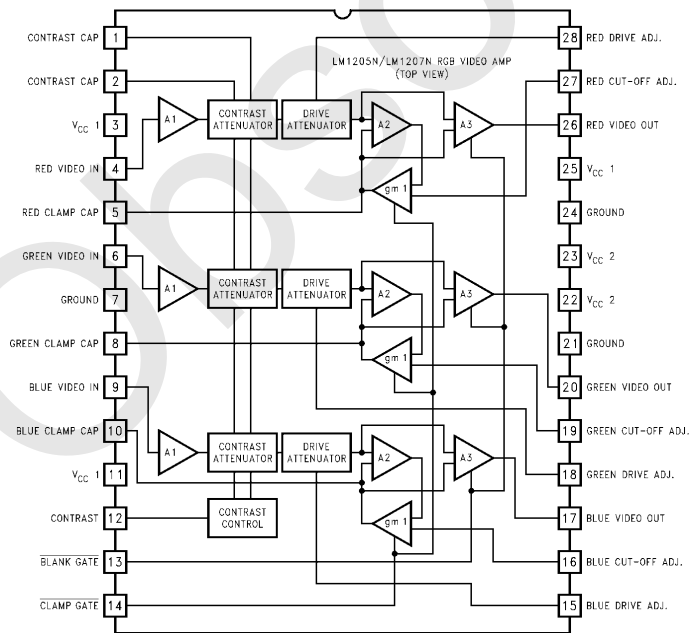 LM1205N/LM1207N RGB VIDEO AMP
(TOP VIEW)
CONTRAST CAP 1
CONTRAST CAP 2
VCC 1 3
RED VIDEO IN 4
RED CLAMP CAP 5
GREEN VIDEO IN 6
GROUND 7
GREEN CLAMP CAP 8
BLUE VIDEO IN 9
BLUE CLAMP CAP 10
VCC 1 11
CONTRAST 12
BLANK GATE 13
CLAMP GATE 14
28 RED DRIVE ADJ.
27 RED CUT-OFF ADJ.
26 RED VIDEO OUT
25 VCC 1
24 GROUND
23 VCC 2
22 VCC 2
21 GROUND
20 GREEN VIDEO OUT
19 GREEN CUT-OFF ADJ.
18 GREEN DRIVE ADJ.
17 BLUE VIDEO OUT
16 BLUE CUT-OFF ADJ.
15 BLUE DRIVE ADJ.
A1
CONTRAST
ATTENUATOR
DRIVE
ATTENUATOR
A2
A3
gm 1
A1
CONTRAST
ATTENUATOR
DRIVE
ATTENUATOR
A2
A3
gm 1
A1
CONTRAST
ATTENUATOR
DRIVE
ATTENUATOR
A2
A3
gm 1
CONTRAST
CONTROL